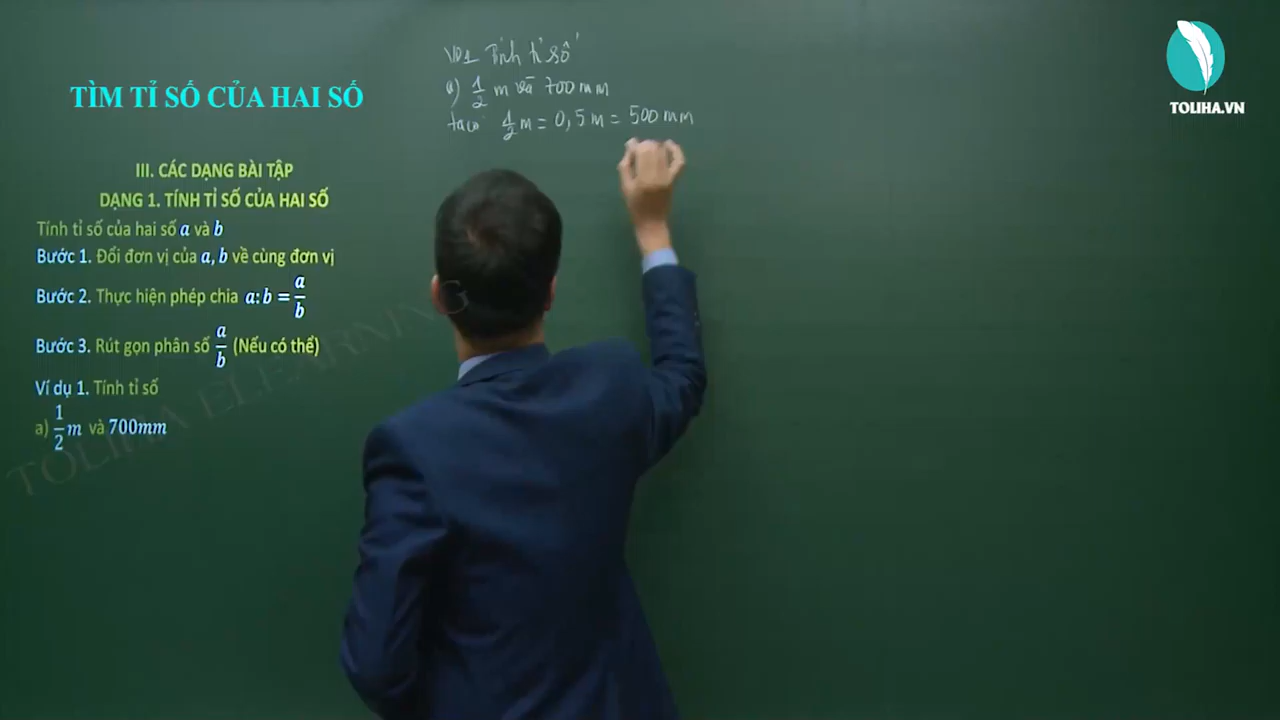 TÌM TỈ SỐ CỦA HAI SỐ
III. CÁC DẠNG BÀI TẬP
DẠNG 1. TÍNH TỈ SỐ CỦA HAI SỐ
Tính tỉ số của hai số a và b
Bước 1. Đổi đơn vị của a, b về cùng đơn vị
Bước 2. Thực hiện phép chia a:b = a/b
Bước 3. Rút gọn phân số a/b (Nếu có thể)
Ví dụ 1. Tính tỉ số
a) 1/2 m và 700mm
VD1 Tính tỉ số
a) 1/2 m và 700 mm
ta có 1/2 m = 0,5 m = 500 mm
TOLIHA.VN
TOLIHA ELEARNING